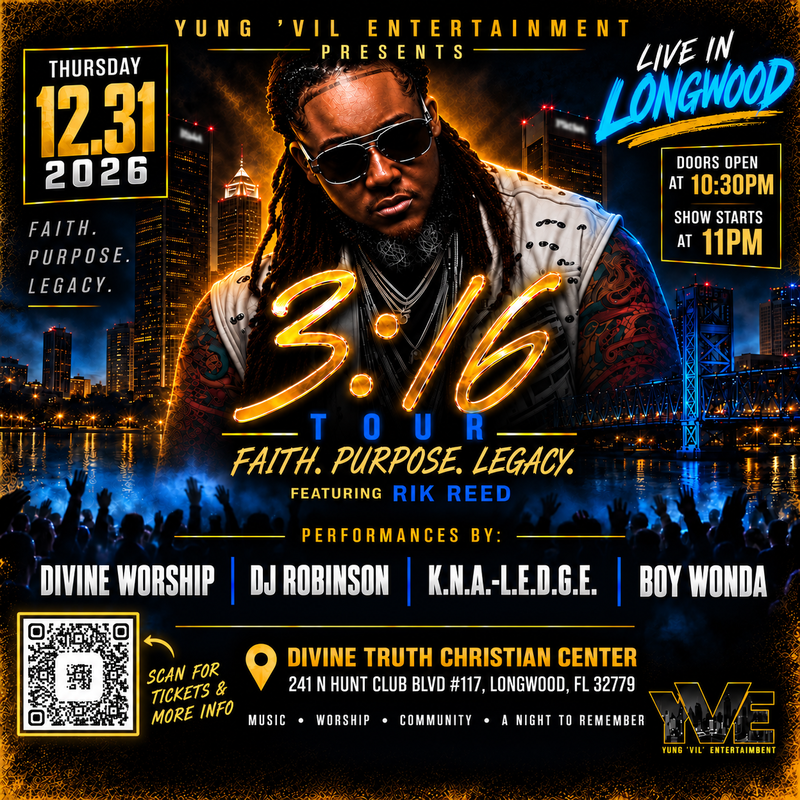 YUNG 'VIL ENTERTAINMENT
PRESENTS
THURSDAY
12.31
2026
LIVE IN
LONGWOOD
DOORS OPEN
AT 10:30PM
SHOW STARTS
AT 11PM
FAITH.
PURPOSE.
LEGACY.
3:16
TOUR
FAITH. PURPOSE. LEGACY.
FEATURING RIK REED
PERFORMANCES BY:
DIVINE WORSHIP | DJ ROBINSON | K.N.A.-L.E.D.G.E. | BOY WONDA
SCAN FOR
TICKETS &
MORE INFO
DIVINE TRUTH CHRISTIAN CENTER
241 N HUNT CLUB BLVD #117, LONGWOOD, FL 32779
MUSIC • WORSHIP • COMMUNITY • A NIGHT TO REMEMBER
YVE
YUNG 'VIL' ENTERTAIMBENT